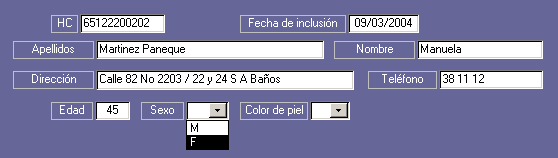 HC 65122200202 Fecha de inclusión 09/03/2004
Apellidos Martinez Paneque Nombre Manuela
Dirección Calle 82 No 2203 / 22 y 24 S A Baños Teléfono 38 11 12
Edad 45 Sexo Color de piel
M
F